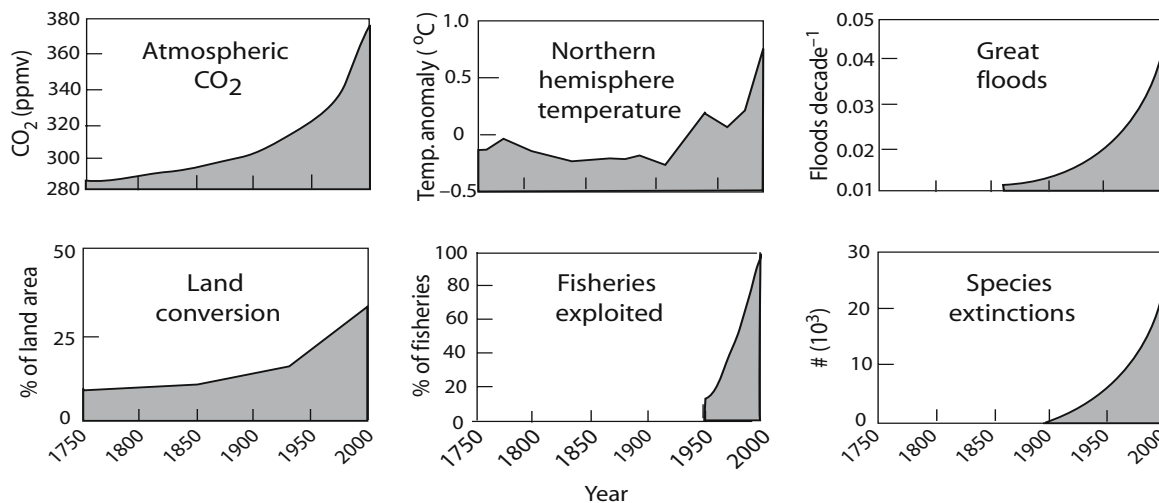 380
360
340
320
300
280
CO2 (ppmv)
Atmospheric
CO2
1.0
0.5
0
–0.5
Temp. anomaly ( oC)
Northern
hemisphere
temperature
0.05
0.04
0.03
0.02
0.01
Floods decade–1
Great
floods
50
25
0
% of land area
Land
conversion
1750
1800
1850
1900
1950
2000
100
80
60
40
20
0
% of fisheries
Fisheries
exploited
1750
1800
1850
1900
1950
2000
30
20
10
0
# (103)
Species
extinctions
1750
1800
1850
1900
1950
2000
Year